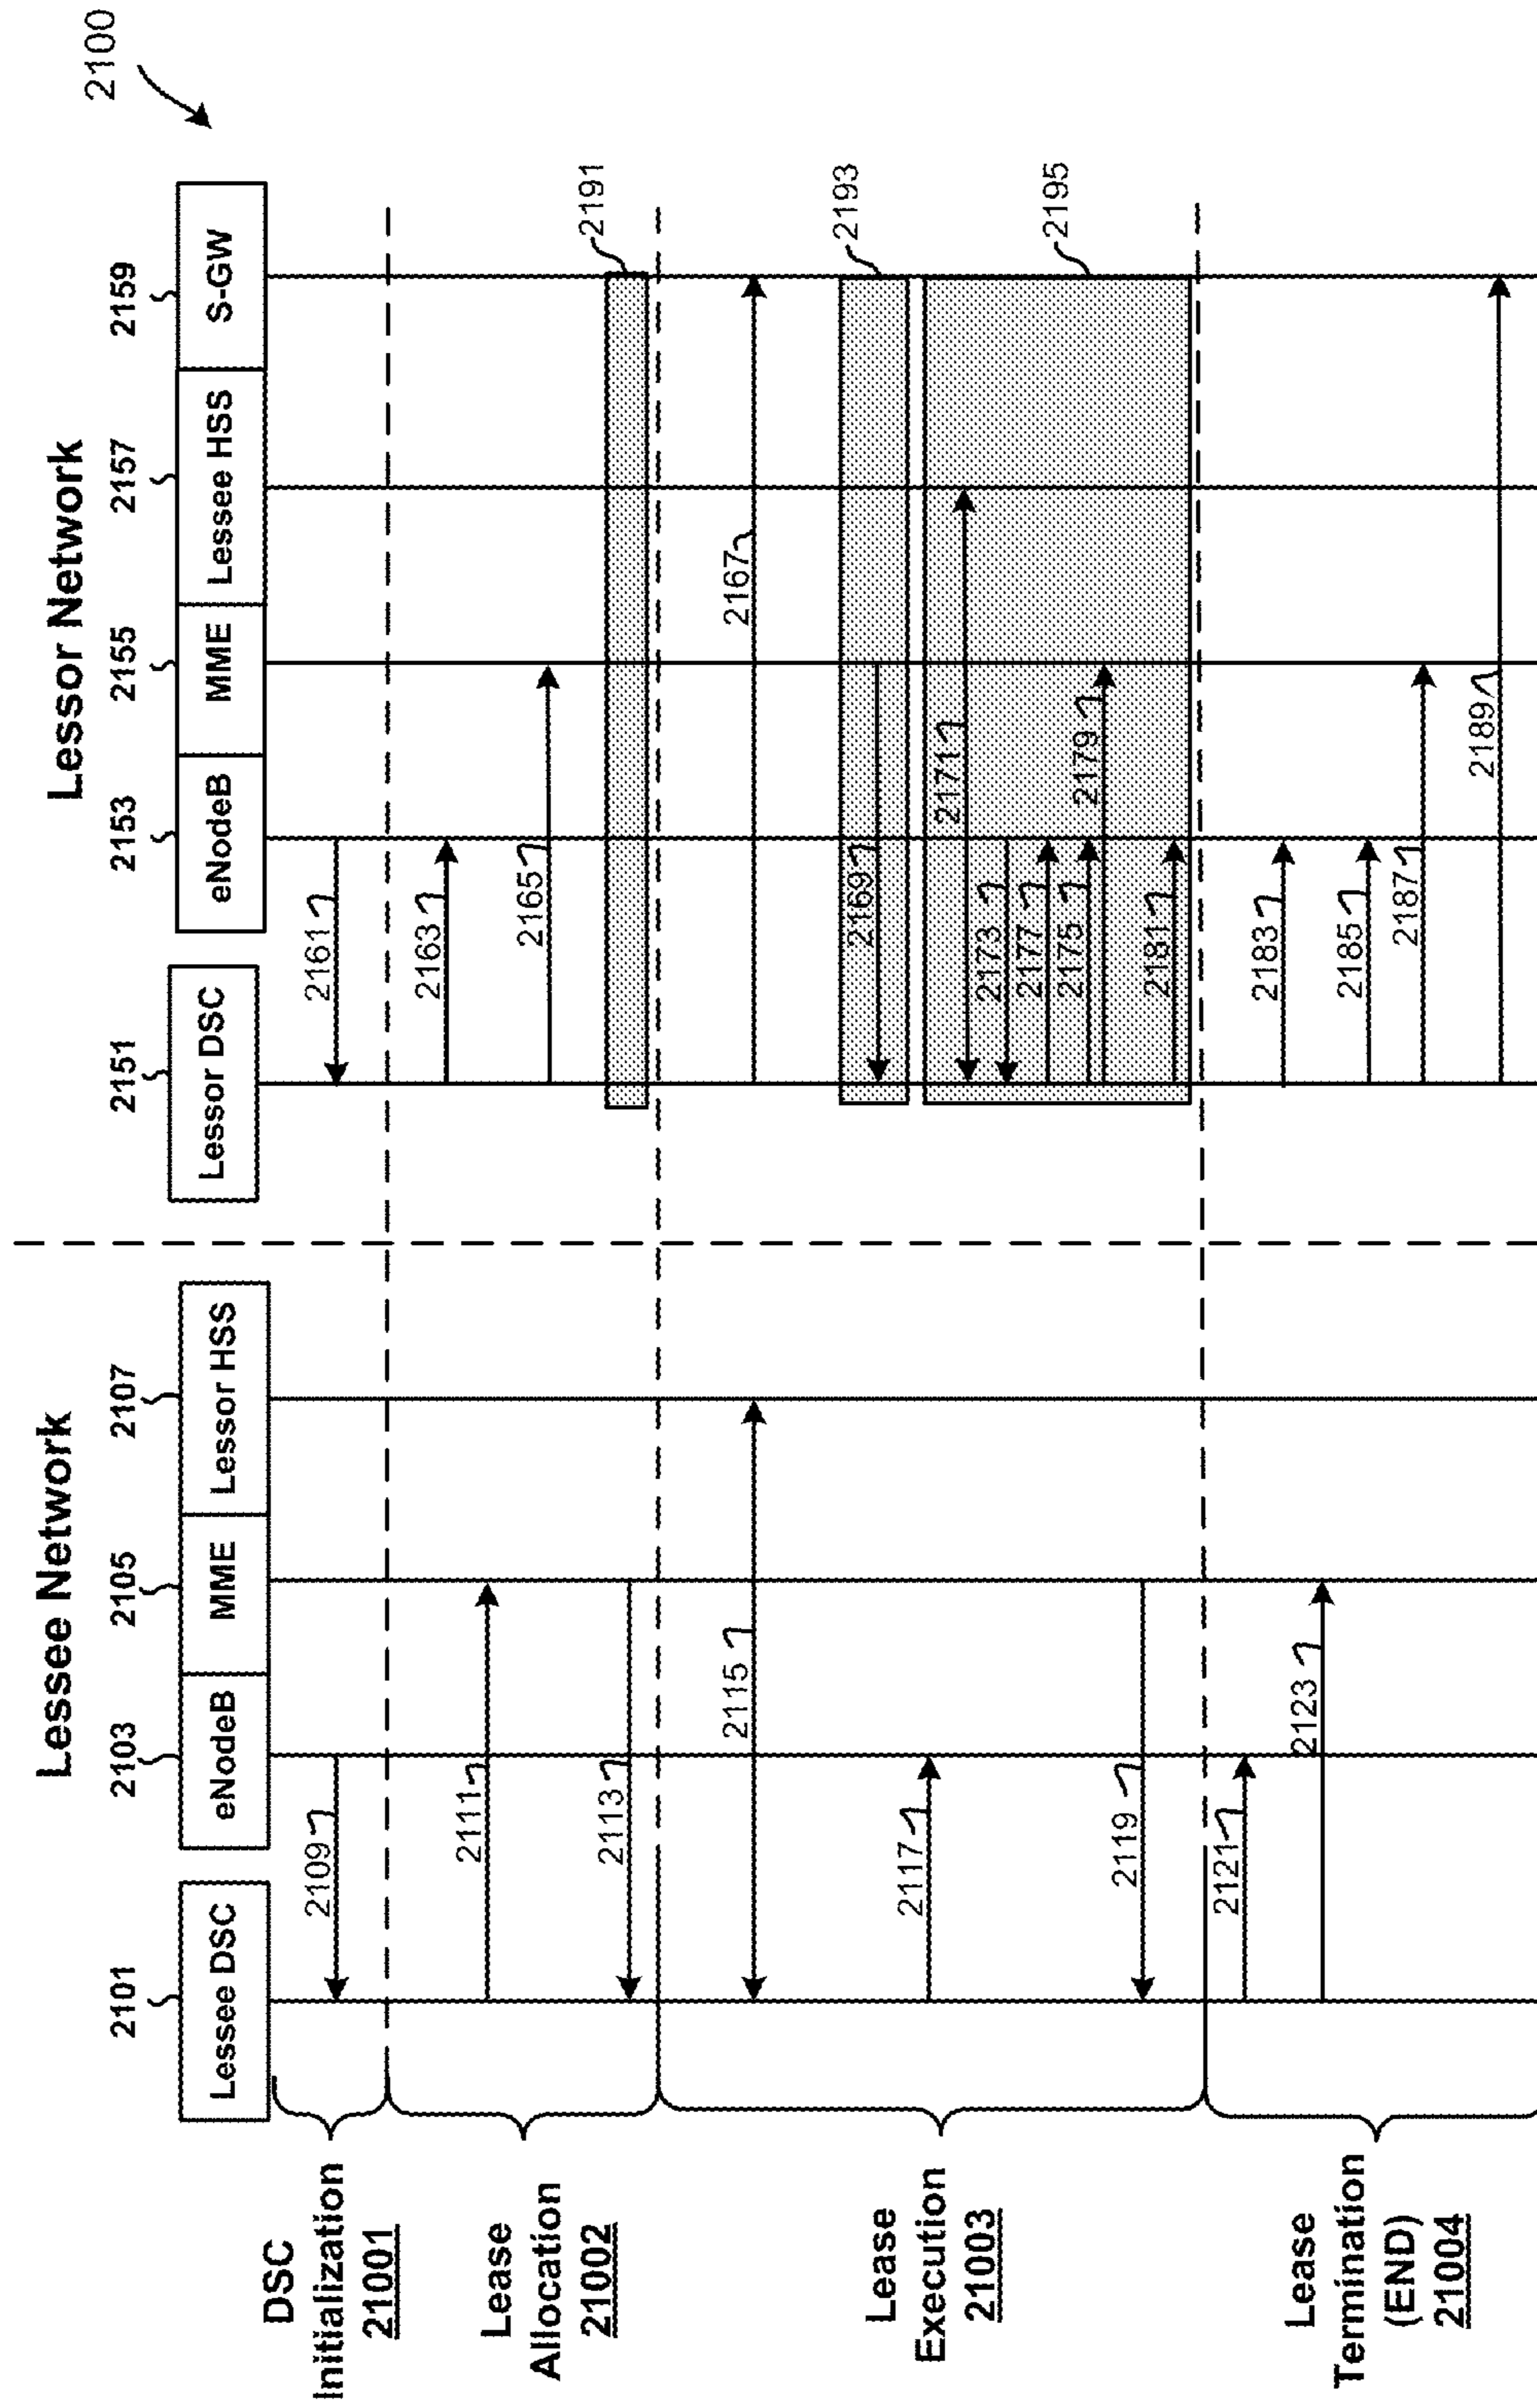 2100
Lessee Network
Lessor Network
2101
2103
2105
2107
2151
2153
2155
2157
2159
Lessee DSC
eNodeB
MME
Lessor HSS
Lessor DSC
eNodeB
MME
Lessee HSS
S-GW
DSC
Initialization
21001
2109
2161
Lease
Allocation
21002
2163
2111
2165
2113
2191
Lease
Execution
21003
2115
2167
2169
2193
2117
2171
2173
2177
2175
2179
2195
2119
2181
Lease
Termination
(END)
21004
2121
2183
2123
2185
2187
2189